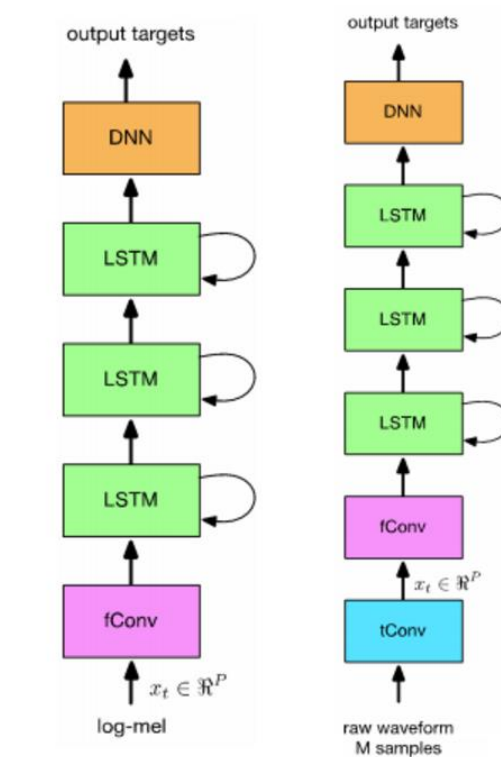 output targets
DNN
LSTM
LSTM
LSTM
fConv
x_t ∈ ℜ^P
log-mel
output targets
DNN
LSTM
LSTM
LSTM
fConv
x_t ∈ ℜ^P
tConv
raw waveform
M samples